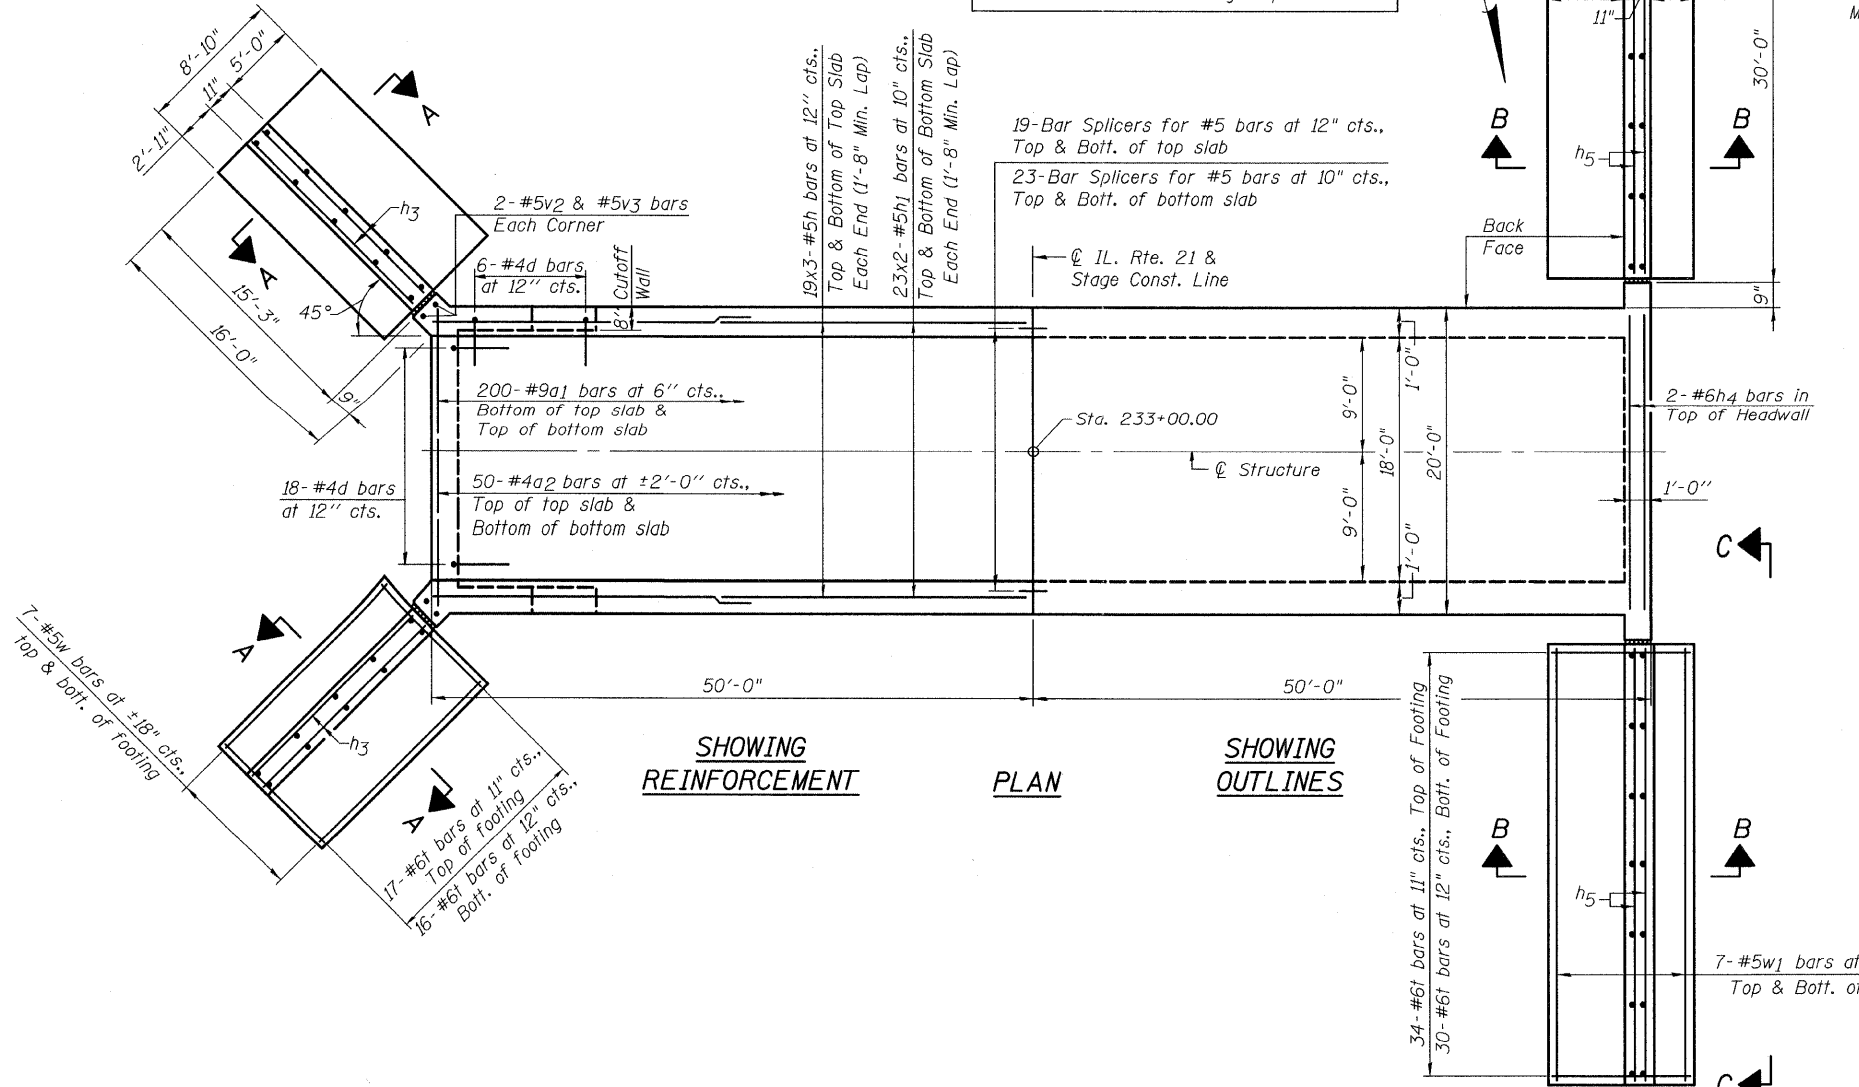 8'-10"
5'-0"
11"
2'-11"
A
A
h3
15'-3"
16'-0"
9"
45°
2-#5v2 & #5v3 bars
Each Corner
6-#4d bars
at 12" cts.
8' Cutoff
Wall
19x3-#5h bars at 12" cts.,
Top & Bottom of Top Slab
Each End (1'-8" Min. Lap)
23x2-#5h1 bars at 10" cts.,
Top & Bottom of Bottom Slab
Each End (1'-8" Min. Lap)
19-Bar Splicers for #5 bars at 12" cts.,
Top & Bott. of top slab
23-Bar Splicers for #5 bars at 10" cts.,
Top & Bott. of bottom slab
℄ IL. Rte. 21 &
Stage Const. Line
Back
Face
11"
30'-0"
M
B
B
h5
9"
200-#9a1 bars at 6" cts.,
Bottom of top slab &
Top of bottom slab
50-#4a2 bars at ±2'-0" cts.,
Top of top slab &
Bottom of bottom slab
18-#4d bars
at 12" cts.
Sta. 233+00.00
℄ Structure
9'-0"
9'-0"
1'-0"
18'-0"
1'-0"
20'-0"
2-#6h4 bars in
Top of Headwall
1'-0"
C
A
A
h3
7-#5w bars at ±18" cts.,
top & bott. of footing
17-#6t bars at 11" cts.,
Top of footing
16-#6t bars at 12" cts.,
Bott. of footing
50'-0"
50'-0"
SHOWING
REINFORCEMENT
PLAN
SHOWING
OUTLINES
34-#6t bars at 11" cts., Top of Footing
30-#6t bars at 12" cts., Bott. of Footing
B
B
h5
7-#5w1 bars at
Top & Bott. of
C